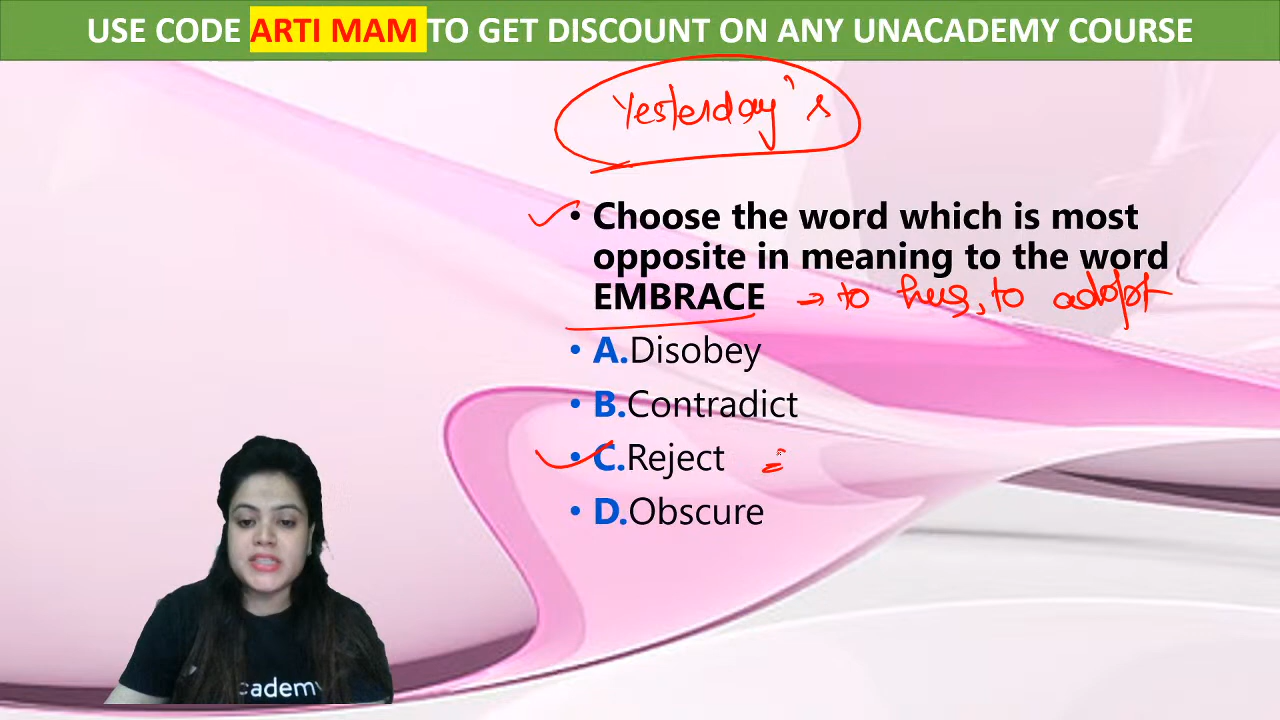 USE CODE ARTI MAM TO GET DISCOUNT ON ANY UNACADEMY COURSE
Yesterday's
• Choose the word which is most
opposite in meaning to the word
EMBRACE → to hug, to adopt
• A.Disobey
• B.Contradict
• C.Reject =
• D.Obscure
cademy